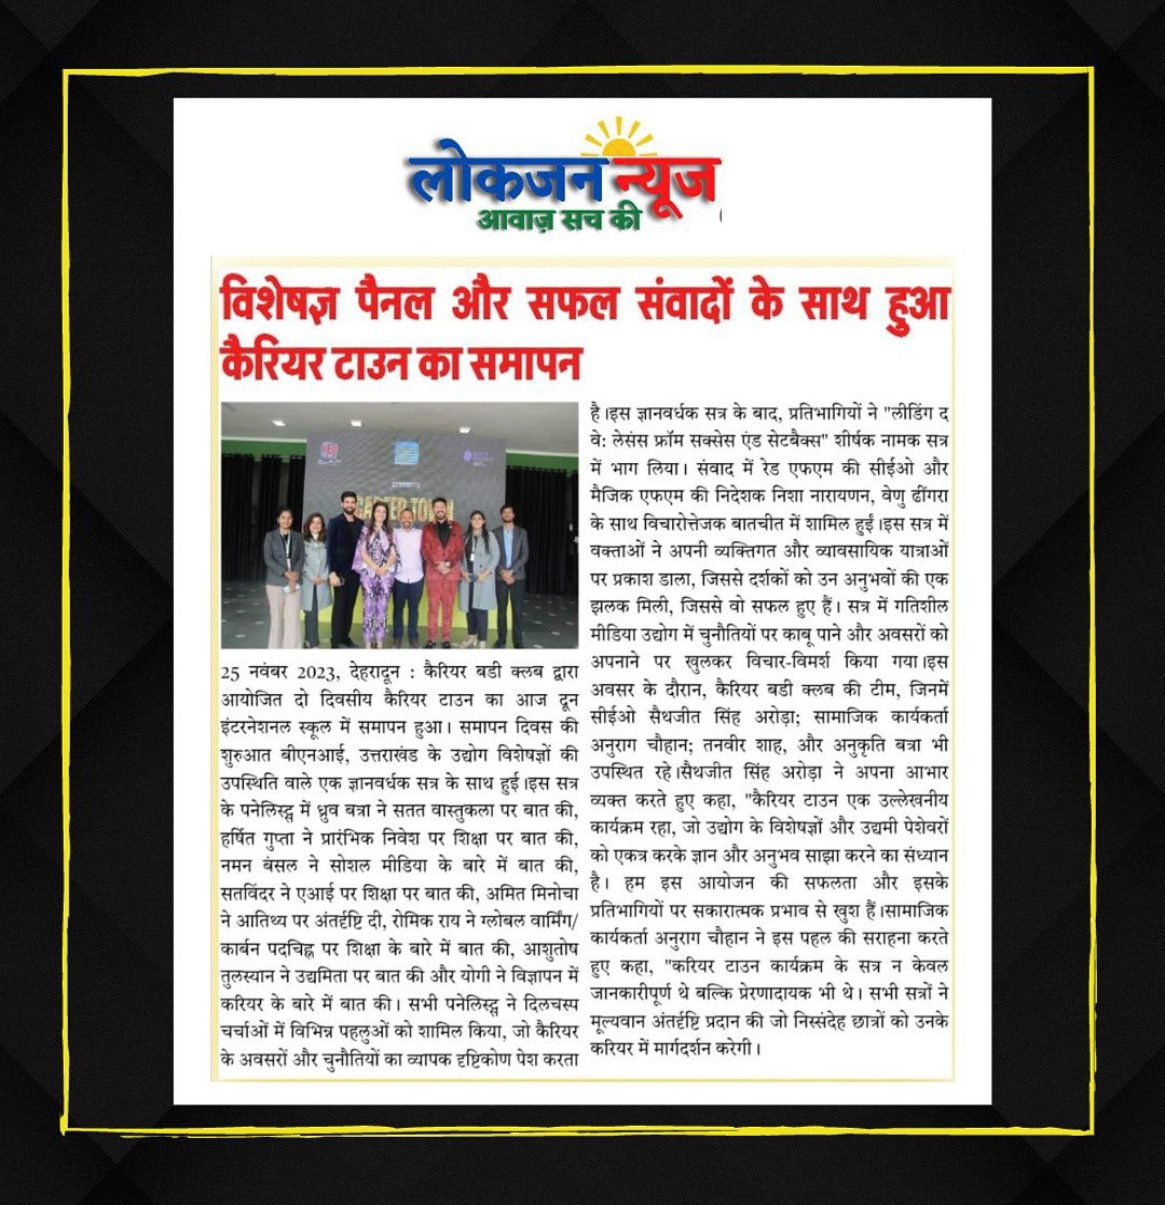 लोकजन न्यूज
आवाज़ सच की
विशेषज्ञ पैनल और सफल संवादों के साथ हुआ
कैरियर टाउन का समापन
CAREER TOWN
25 नवंबर 2023, देहरादून : कैरियर बडी क्लब द्वारा
आयोजित दो दिवसीय कैरियर टाउन का आज दून
इंटरनेशनल स्कूल में समापन हुआ। समापन दिवस की
शुरुआत बीएनआई, उत्तराखंड के उद्योग विशेषज्ञों की
उपस्थिति वाले एक ज्ञानवर्धक सत्र के साथ हुई।इस सत्र
के पनेलिस्ट्स में ध्रुव बत्रा ने सतत वास्तुकला पर बात की,
हर्षित गुप्ता ने प्रारंभिक निवेश पर शिक्षा पर बात की,
नमन बंसल ने सोशल मीडिया के बारे में बात की,
सतविंदर ने एआई पर शिक्षा पर बात की, अमित मिनोचा
ने आतिथ्य पर अंतर्दृष्टि दी, रोमिक राय ने ग्लोबल वार्मिंग/
कार्बन पदचिह्न पर शिक्षा के बारे में बात की, आशुतोष
तुलस्यान ने उद्यमिता पर बात की और योगी ने विज्ञापन में
करियर के बारे में बात की। सभी पनेलिस्ट्स ने दिलचस्प
चर्चाओं में विभिन्न पहलुओं को शामिल किया, जो कैरियर
के अवसरों और चुनौतियों का व्यापक दृष्टिकोण पेश करता
है।इस ज्ञानवर्धक सत्र के बाद, प्रतिभागियों ने "लीडिंग द
वे: लेसंस फ्रॉम सक्सेस एंड सेटबैक्स" शीर्षक नामक सत्र
में भाग लिया। संवाद में रेड एफएम की सीईओ और
मैजिक एफएम की निदेशक निशा नारायणन, वेणु ढींगरा
के साथ विचारोत्तेजक बातचीत में शामिल हुईं।इस सत्र में
वक्ताओं ने अपनी व्यक्तिगत और व्यावसायिक यात्राओं
पर प्रकाश डाला, जिससे दर्शकों को उन अनुभवों की एक
झलक मिली, जिससे वो सफल हुए हैं। सत्र में गतिशील
मीडिया उद्योग में चुनौतियों पर काबू पाने और अवसरों को
अपनाने पर खुलकर विचार-विमर्श किया गया।इस
अवसर के दौरान, कैरियर बडी क्लब की टीम, जिनमें
सीईओ सैथजीत सिंह अरोड़ा; सामाजिक कार्यकर्ता
अनुराग चौहान; तनवीर शाह, और अनुकृति बत्रा भी
उपस्थित रहे।सैथजीत सिंह अरोड़ा ने अपना आभार
व्यक्त करते हुए कहा, "कैरियर टाउन एक उल्लेखनीय
कार्यक्रम रहा, जो उद्योग के विशेषज्ञों और उद्यमी पेशेवरों
को एकत्र करके ज्ञान और अनुभव साझा करने का संध्यान
है। हम इस आयोजन की सफलता और इसके
प्रतिभागियों पर सकारात्मक प्रभाव से खुश हैं।सामाजिक
कार्यकर्ता अनुराग चौहान ने इस पहल की सराहना करते
हुए कहा, "करियर टाउन कार्यक्रम के सत्र न केवल
जानकारीपूर्ण थे बल्कि प्रेरणादायक भी थे। सभी सत्रों ने
मूल्यवान अंतर्दृष्टि प्रदान की जो निस्संदेह छात्रों को उनके
करियर में मार्गदर्शन करेगी।